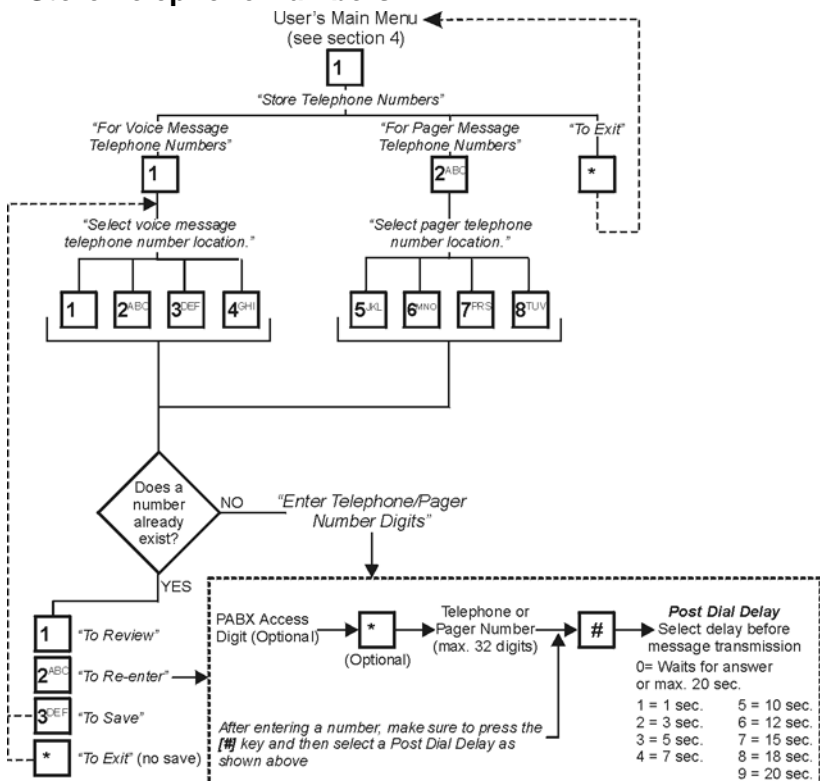 User's Main Menu
(see section 4)
1
"Store Telephone Numbers"
"For Voice Message
Telephone Numbers"
"For Pager Message
Telephone Numbers"
"To Exit"
1
2ABC
*
"Select voice message
telephone number location."
"Select pager telephone
number location."
1 2ABC 3DEF 4GHI
5JKL 6MNO 7PRS 8TUV
Does a
number
already
exist?
NO
YES
"Enter Telephone/Pager
Number Digits"
1 "To Review"
2ABC "To Re-enter"
3DEF "To Save"
* "To Exit" (no save)
PABX Access
Digit (Optional)
*
(Optional)
Telephone or
Pager Number
(max. 32 digits)
#
Post Dial Delay
Select delay before
message transmission
0= Waits for answer
or max. 20 sec.
1 = 1 sec. 5 = 10 sec.
2 = 3 sec. 6 = 12 sec.
3 = 5 sec. 7 = 15 sec.
4 = 7 sec. 8 = 18 sec.
9 = 20 sec.
After entering a number, make sure to press the
[#] key and then select a Post Dial Delay as
shown above